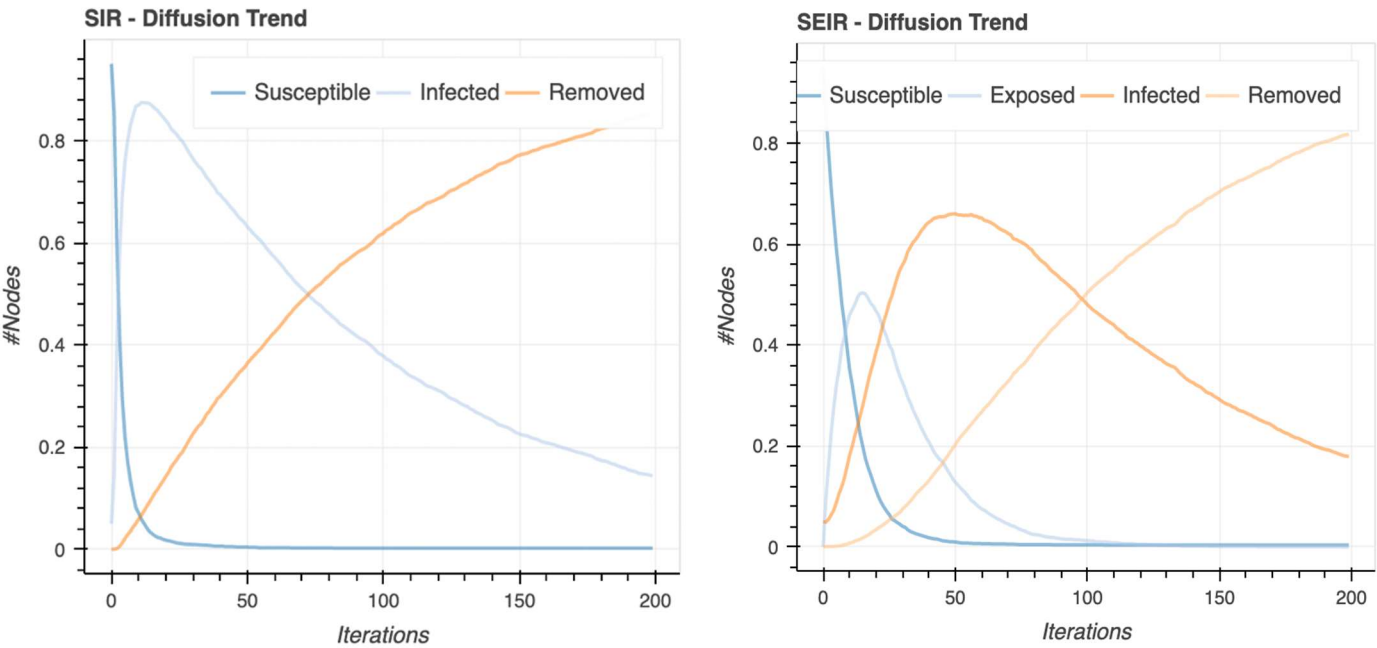 SIR - Diffusion Trend
Susceptible Infected Removed
0.8
0.6
0.4
0.2
0
#Nodes
0 50 100 150 200
Iterations
SEIR - Diffusion Trend
Susceptible Exposed Infected Removed
0.8
0.6
0.4
0.2
0
#Nodes
0 50 100 150 200
Iterations